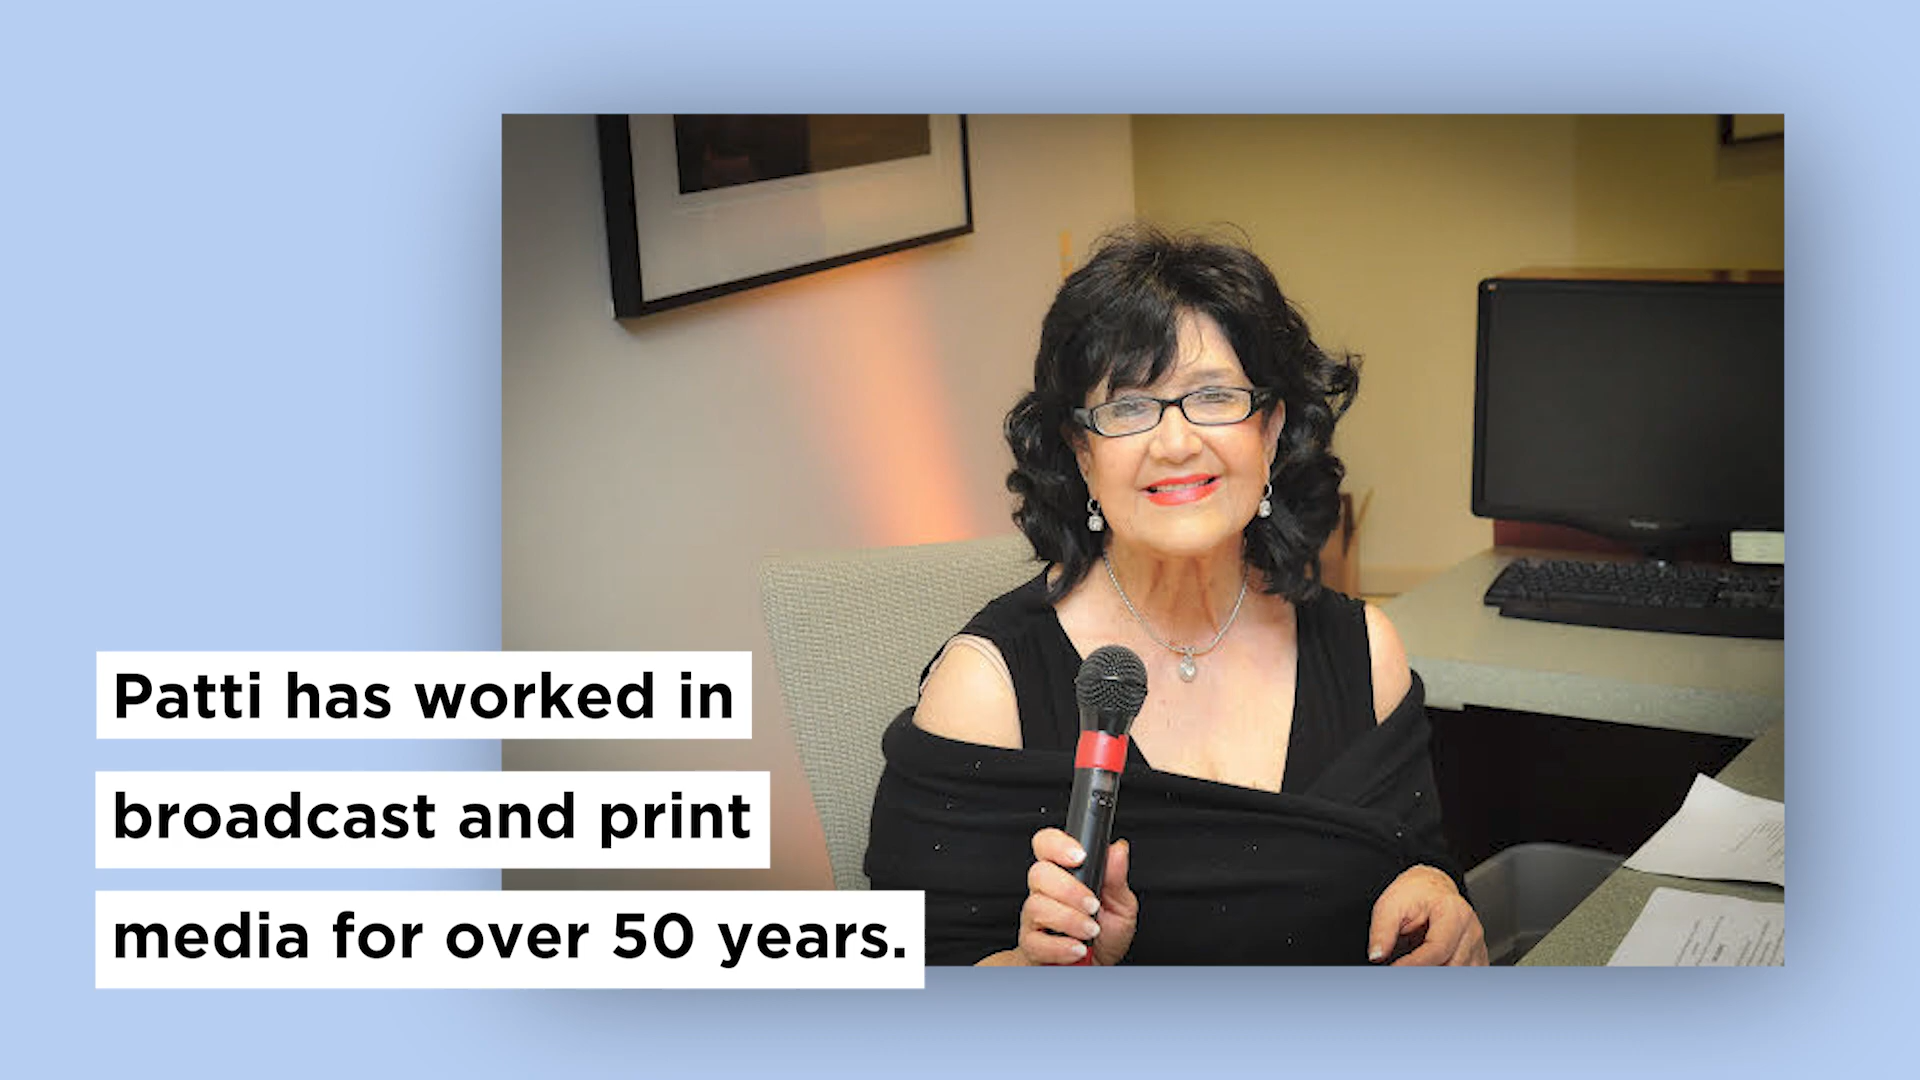 Patti has worked in
broadcast and print
media for over 50 years.